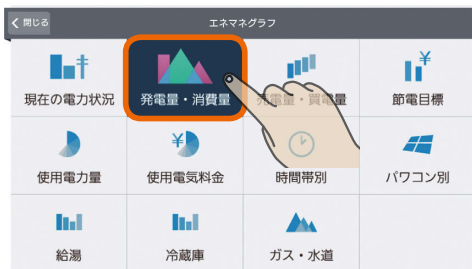 閉じる
エネマネグラフ
現在の電力状況
発電量・消費量
売電量・買電量
節電目標
使用電力量
使用電気料金
時間帯別
パワコン別
給湯
冷蔵庫
ガス・水道